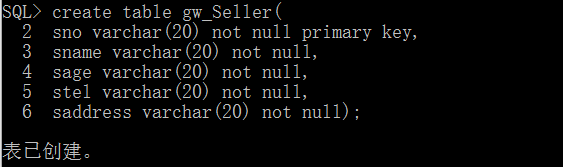 SQL> create table gw_Seller(
  2  sno varchar(20) not null primary key,
  3  sname varchar(20) not null,
  4  sage varchar(20) not null,
  5  stel varchar(20) not null,
  6  saddress varchar(20) not null);
表已创建。